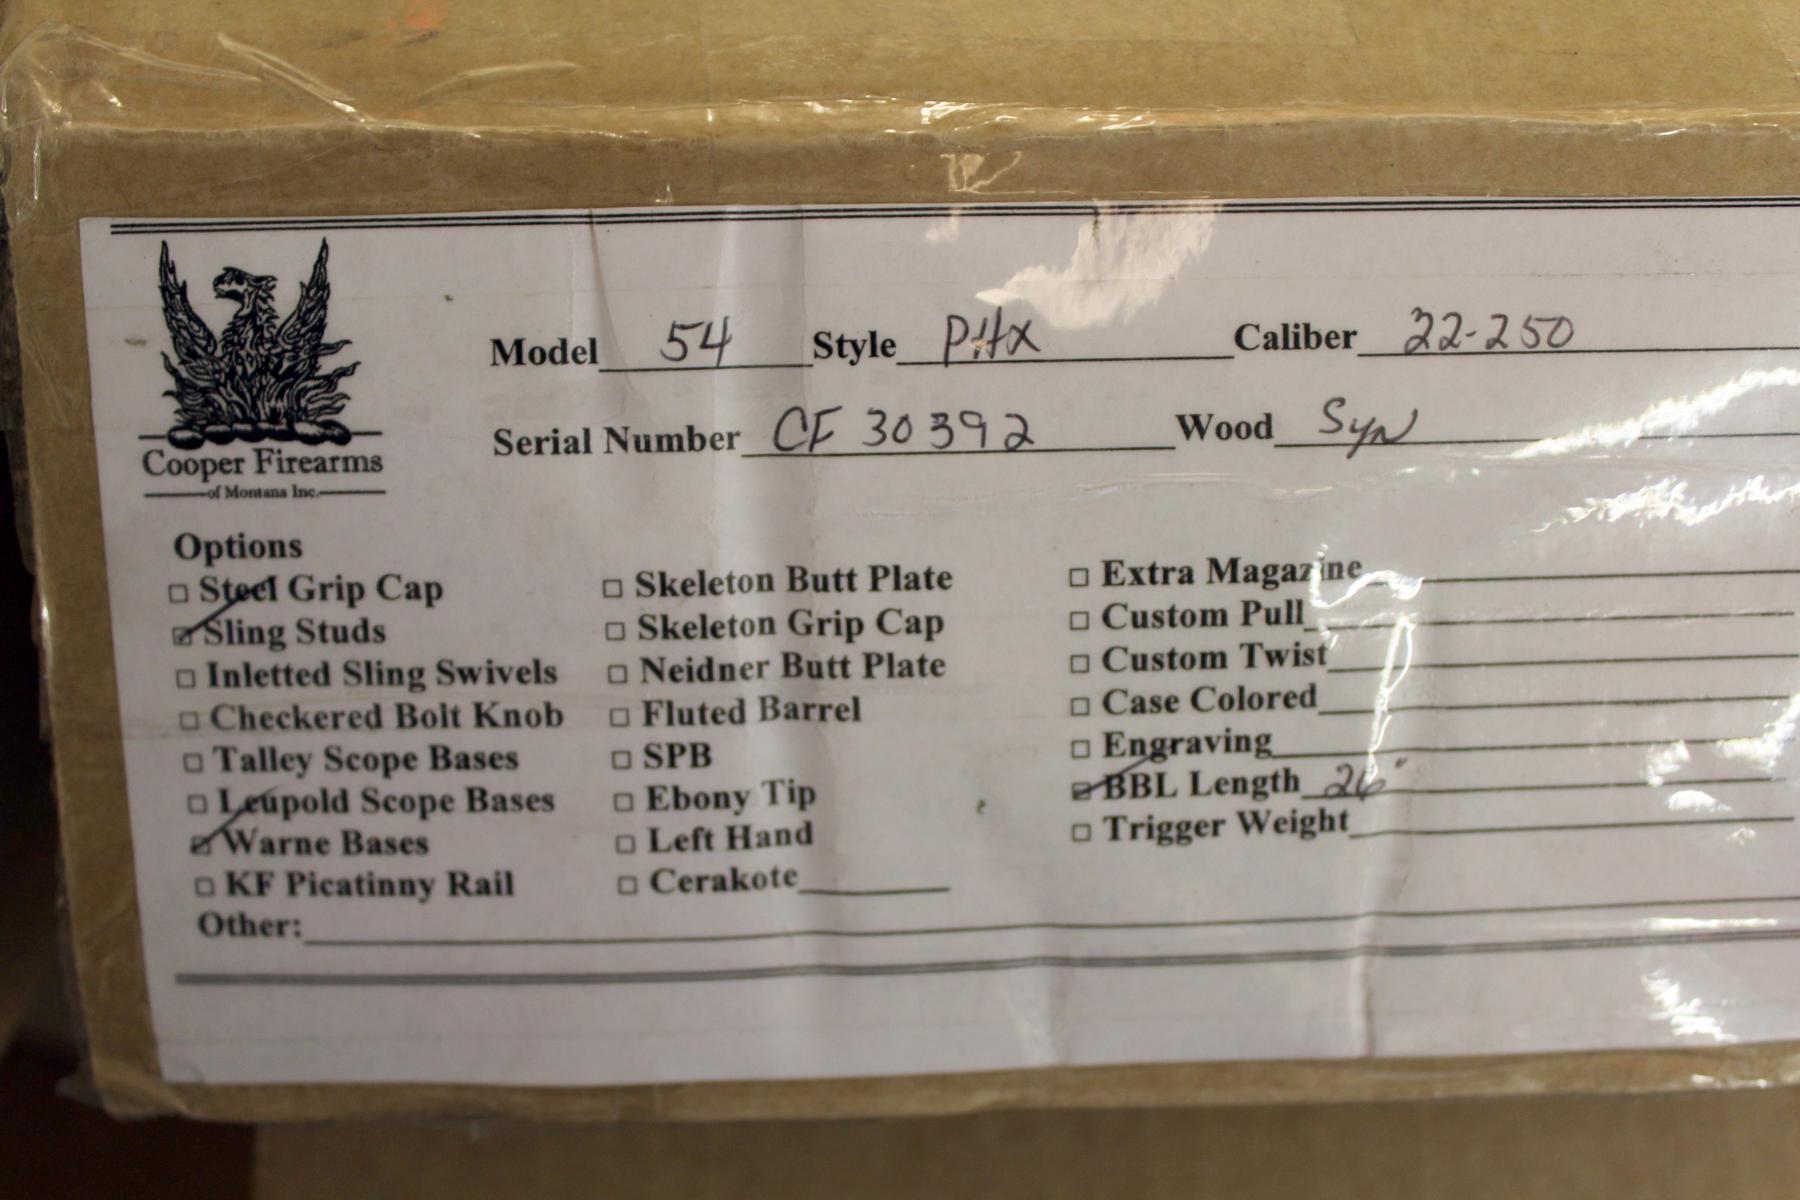 Model 54 Style PHX Caliber 22-250
Serial Number CF 30392 Wood Syn
Cooper Firearms
of Montana Inc.
Options
☐ Steel Grip Cap
☑ Sling Studs
☐ Inletted Sling Swivels
☐ Checkered Bolt Knob
☐ Talley Scope Bases
☐ Leupold Scope Bases
☑ Warne Bases
☐ KF Picatinny Rail
☐ Skeleton Butt Plate
☐ Skeleton Grip Cap
☐ Neidner Butt Plate
☐ Fluted Barrel
☐ SPB
☐ Ebony Tip
☐ Left Hand
☐ Cerakote
☐ Extra Magazine
☐ Custom Pull
☐ Custom Twist
☐ Case Colored
☐ Engraving
☑ BBL Length 26"
☐ Trigger Weight
Other: